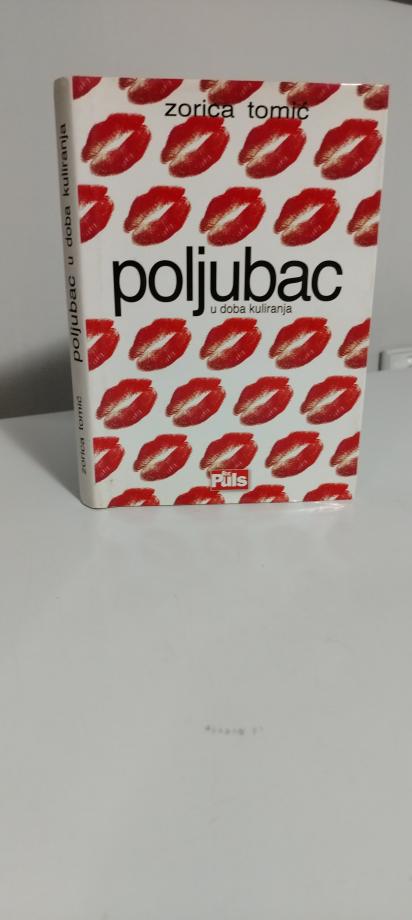 zorica tomić
poljubac
u doba kuliranja
Puls
zorica tomić poljubac u doba kuliranja